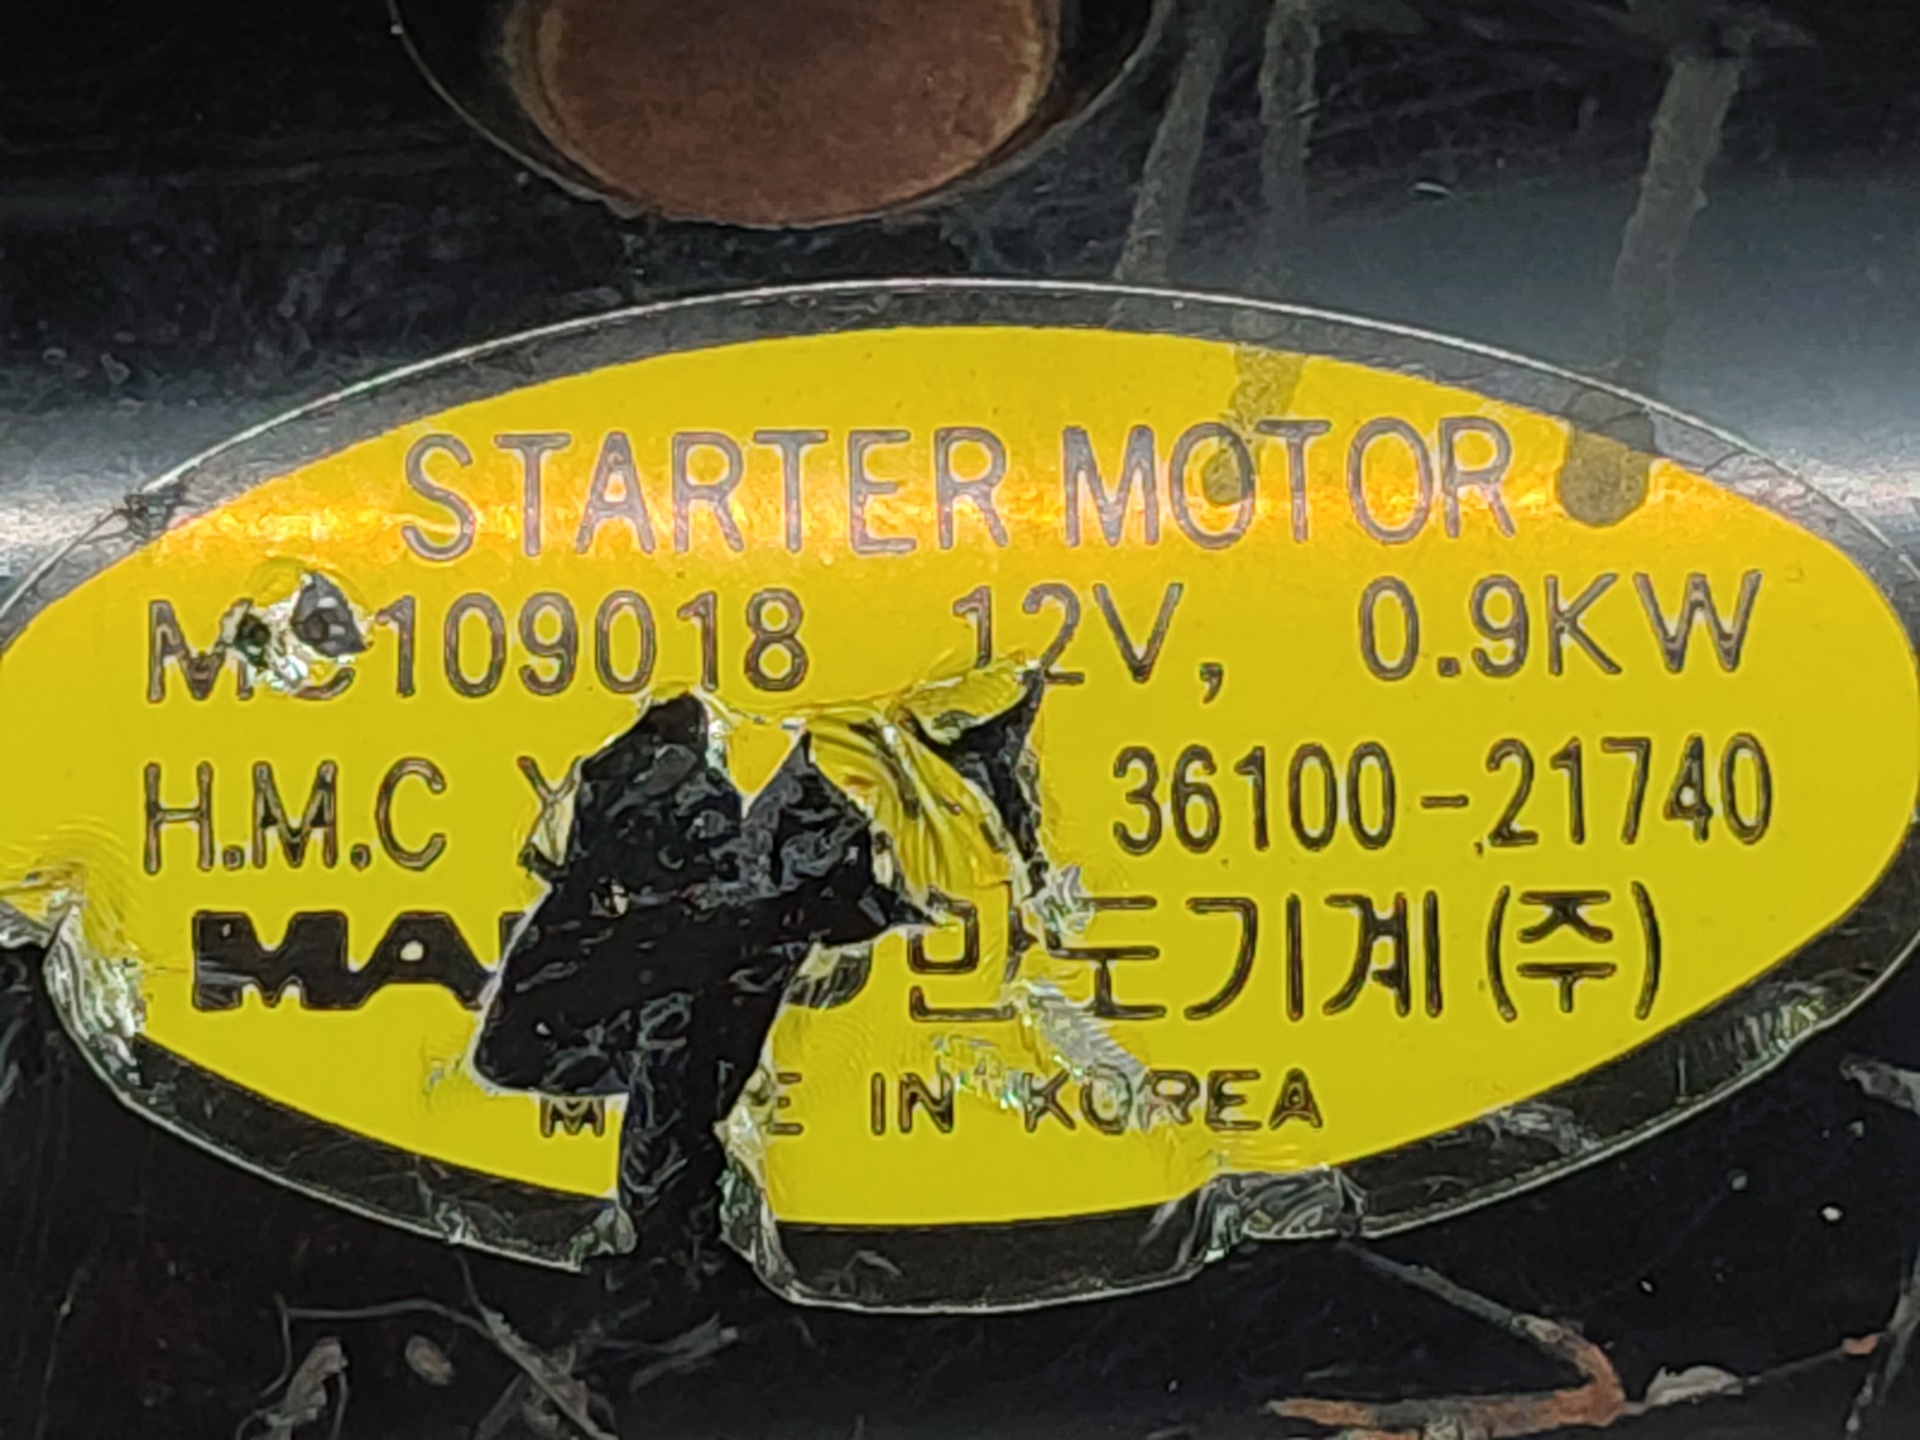 STARTER MOTOR
109018 12V, 0.9KW
H.M.C 36100-21740
만도기계(주)
IN KOREA